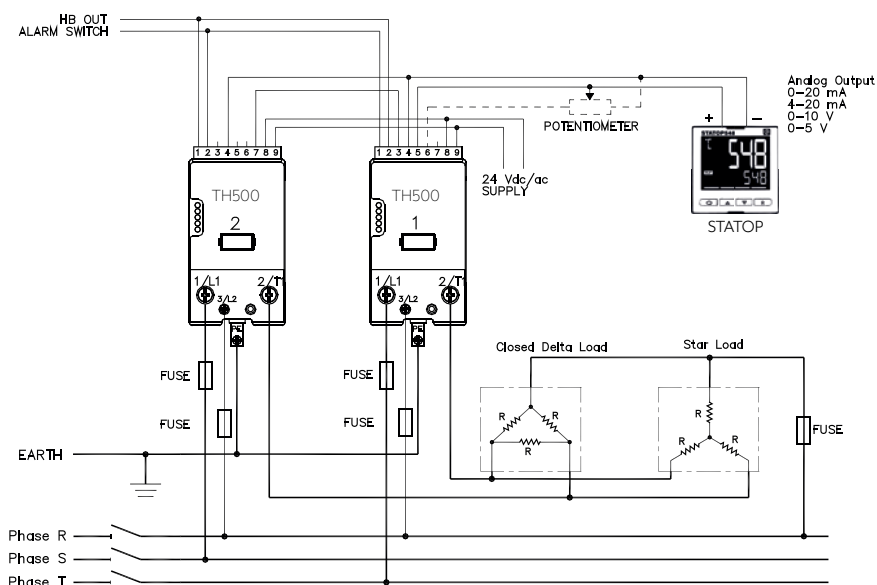 HB OUT
ALARM SWITCH
Analog Output
0-20 mA
4-20 mA
0-10 V
0-5 V
+ -
POTENTIOMETER
1 2 3 4 5 6 7 8 9
1 2 3 4 5 6 7 8 9
24 Vdc/ac
SUPPLY
STATOP548
548
548
STATOP
TH500
2
TH500
1
1/L1
3/L2
2/T1
PE
1/L1
3/L2
2/T1
PE
Closed Delta Load
Star Load
FUSE
FUSE
FUSE
FUSE
FUSE
R
R
R
R
R
R
EARTH
Phase R
Phase S
Phase T